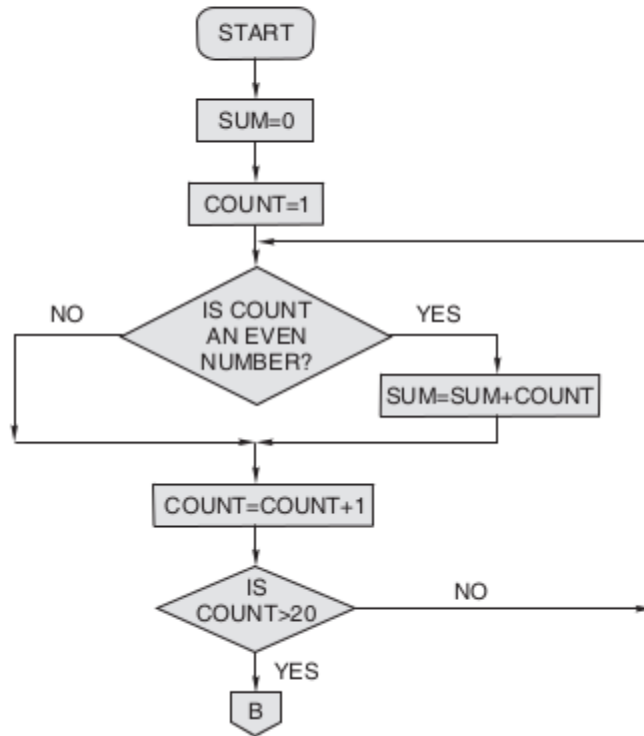 START
SUM=0
COUNT=1
IS COUNT
AN EVEN
NUMBER?
NO
YES
SUM=SUM+COUNT
COUNT=COUNT+1
IS
COUNT>20
NO
YES
B